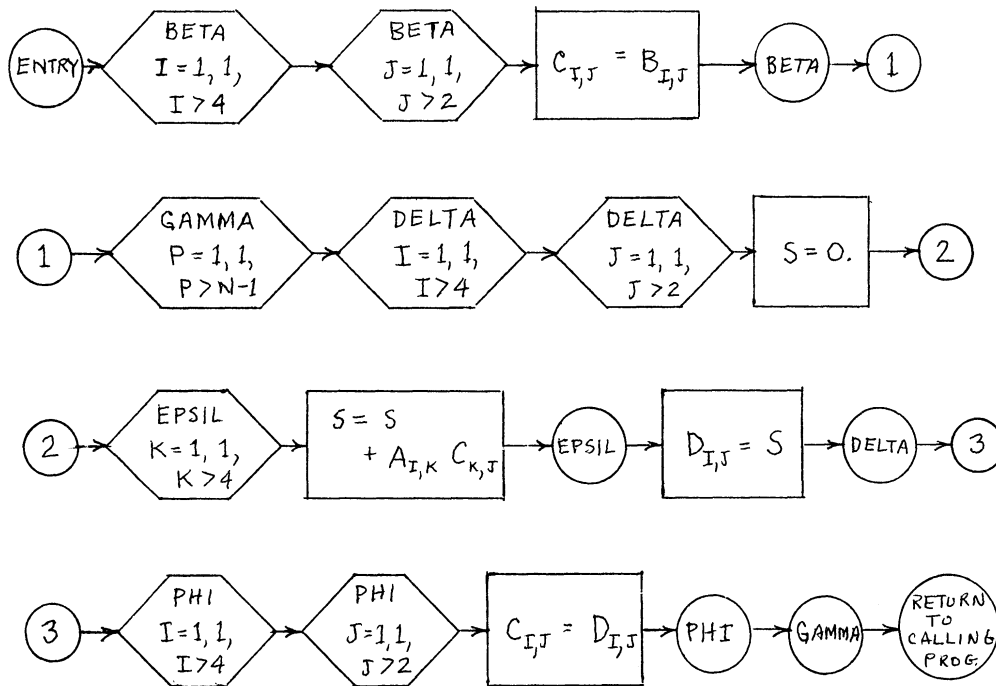 ENTRY
BETA
I = 1, 1,
I > 4
BETA
J = 1, 1,
J > 2
C_{I,J} = B_{I,J}
BETA
1
1
GAMMA
P = 1, 1,
P > N-1
DELTA
I = 1, 1,
I > 4
DELTA
J = 1, 1,
J > 2
S = 0.
2
2
EPSIL
K = 1, 1,
K > 4
S = S
+ A_{I,K} C_{K,J}
EPSIL
D_{I,J} = S
DELTA
3
3
PHI
I = 1, 1,
I > 4
PHI
J = 1, 1,
J > 2
C_{I,J} = D_{I,J}
PHI
GAMMA
RETURN
TO
CALLING
PROG.